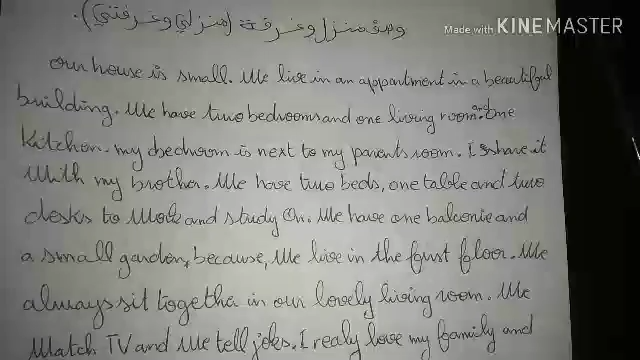 Made with KINEMASTER
وصف منزل وغرفة (منزلي وغرفتي).
Our house is small. We live in an appartment in a beautiful
building. We have two bedrooms and one living room and one
Kitchen. my bedroom is next to my parents room. I share it
With my brother. We have two beds, one table and two
desks to Work and study on. We have one balconie and
a small garden, because, We live in the first floor. We
always sit together in our lovely living room. We
Watch TV and We tell jokes. I realy love my family and